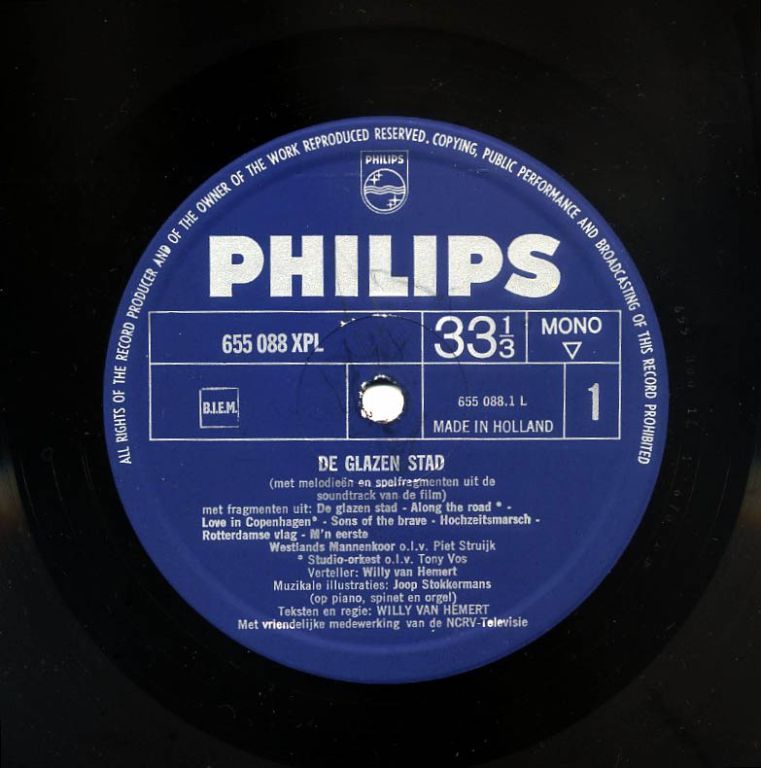 ALL RIGHTS OF THE RECORD PRODUCER AND OF THE OWNER OF THE WORK REPRODUCED RESERVED. COPYING, PUBLIC PERFORMANCE AND BROADCASTING OF THIS RECORD PROHIBITED
PHILIPS
PHILIPS
655 088 XPL
33 1/3
MONO
▽
B.I.E.M.
655 088.1 L
MADE IN HOLLAND
1
DE GLAZEN STAD
(met melodieën en spelfragmenten uit de
soundtrack van de film)
met fragmenten uit: De glazen stad - Along the road * -
Love in Copenhagen* - Sons of the brave - Hochzeitsmarsch -
Rotterdamse vlag - M'n eerste
Westlands Mannenkoor o.l.v. Piet Struijk
* Studio-orkest o.l.v. Tony Vos
Verteller: Willy van Hemert
Muzikale illustraties: Joop Stokkermans
(op piano, spinet en orgel)
Teksten en regie: WILLY VAN HEMERT
Met vriendelijke medewerking van de NCRV-Televisie